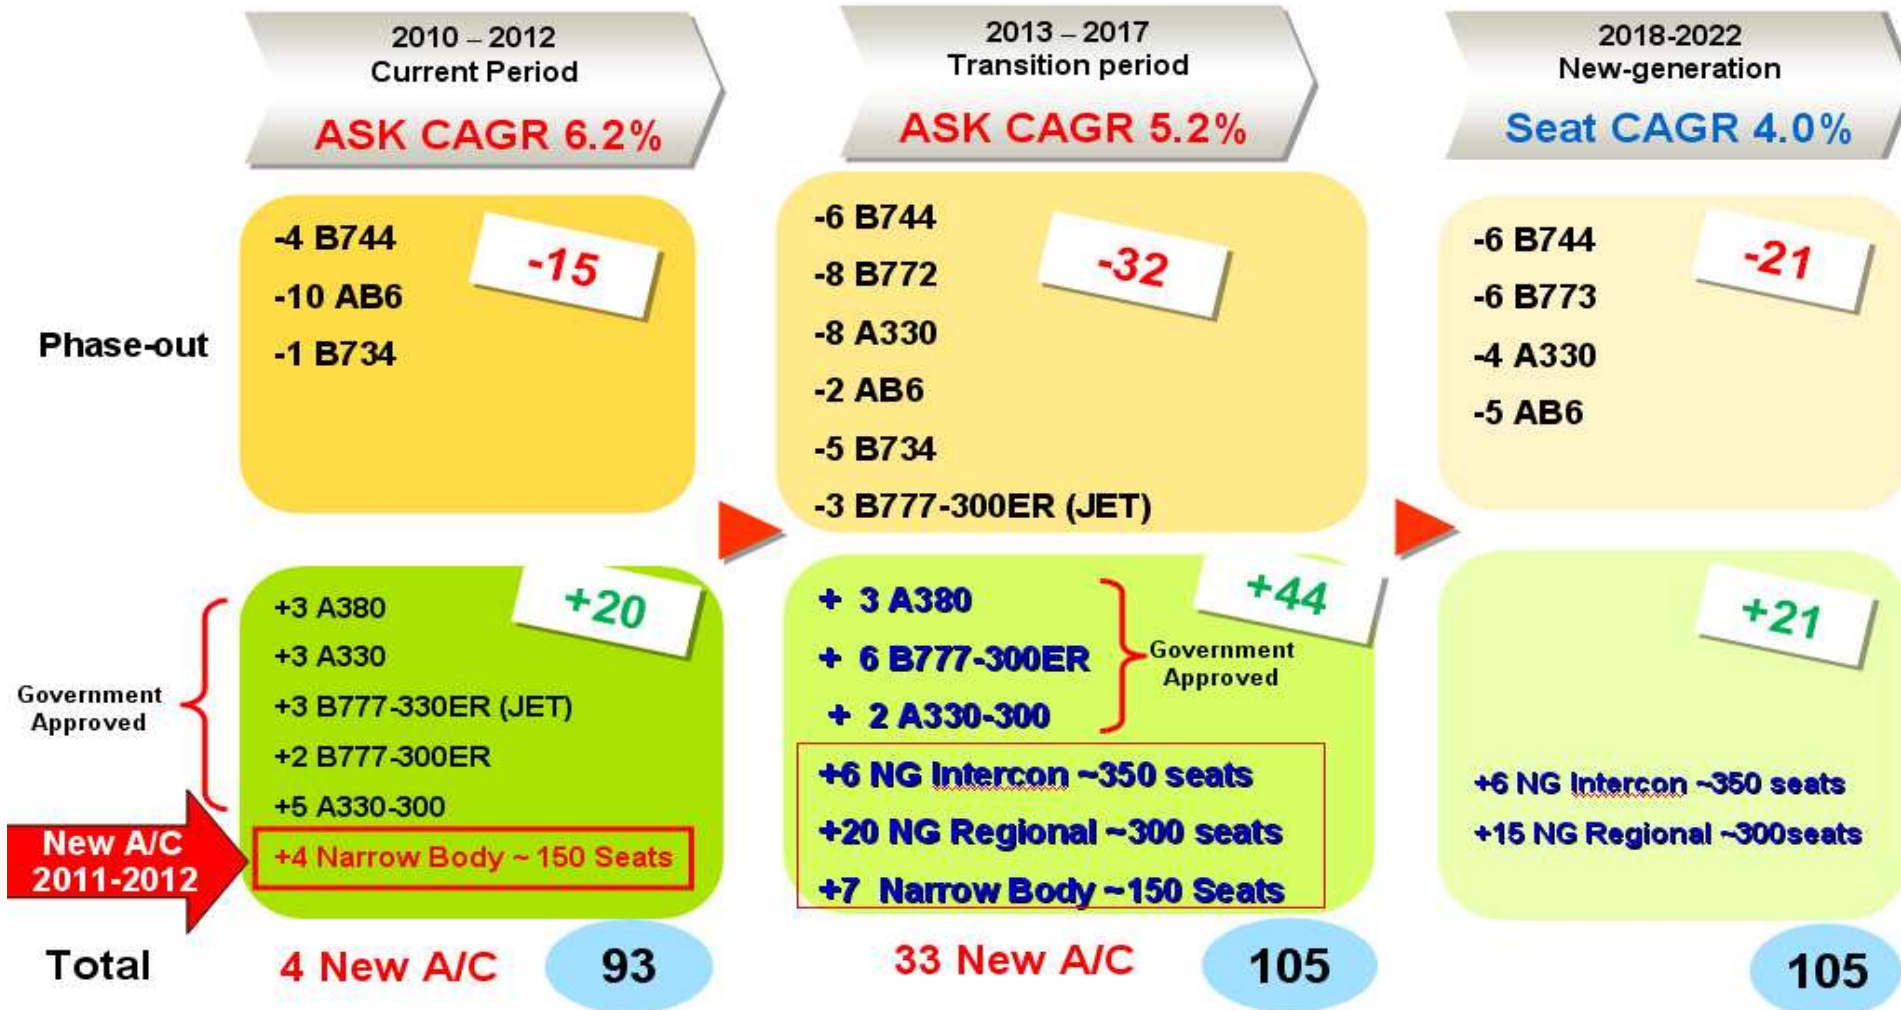 2010 – 2012
Current Period
ASK CAGR 6.2%
2013 – 2017
Transition period
ASK CAGR 5.2%
2018-2022
New-generation
Seat CAGR 4.0%
Phase-out
-4 B744
-10 AB6
-1 B734
-15
-6 B744
-8 B772
-8 A330
-2 AB6
-5 B734
-3 B777-300ER (JET)
-32
-6 B744
-6 B773
-4 A330
-5 AB6
-21
Government
Approved
New A/C
2011-2012
+3 A380
+3 A330
+3 B777-330ER (JET)
+2 B777-300ER
+5 A330-300
+4 Narrow Body ~ 150 Seats
+20
+ 3 A380
+ 6 B777-300ER
+ 2 A330-300
+6 NG Intercon ~350 seats
+20 NG Regional ~300 seats
+7 Narrow Body ~150 Seats
+44
Government
Approved
+21
+6 NG Intercon ~350 seats
+15 NG Regional ~300seats
Total
4 New A/C
93
33 New A/C
105
105